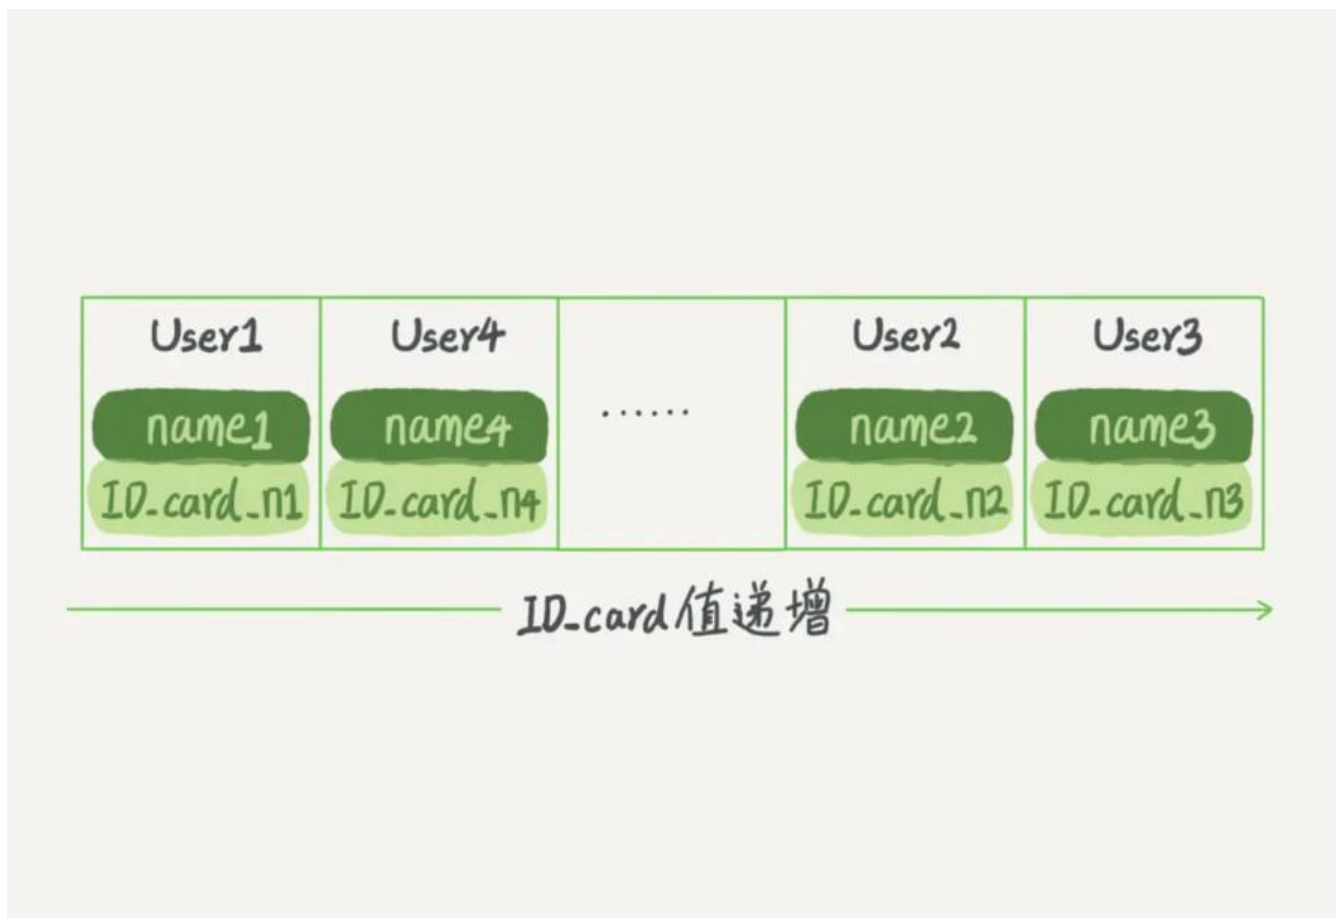 User1 User4 User2 User3
name1 name4 ...... name2 name3
ID_card_n1 ID_card_n4 ID_card_n2 ID_card_n3
ID_card值递增